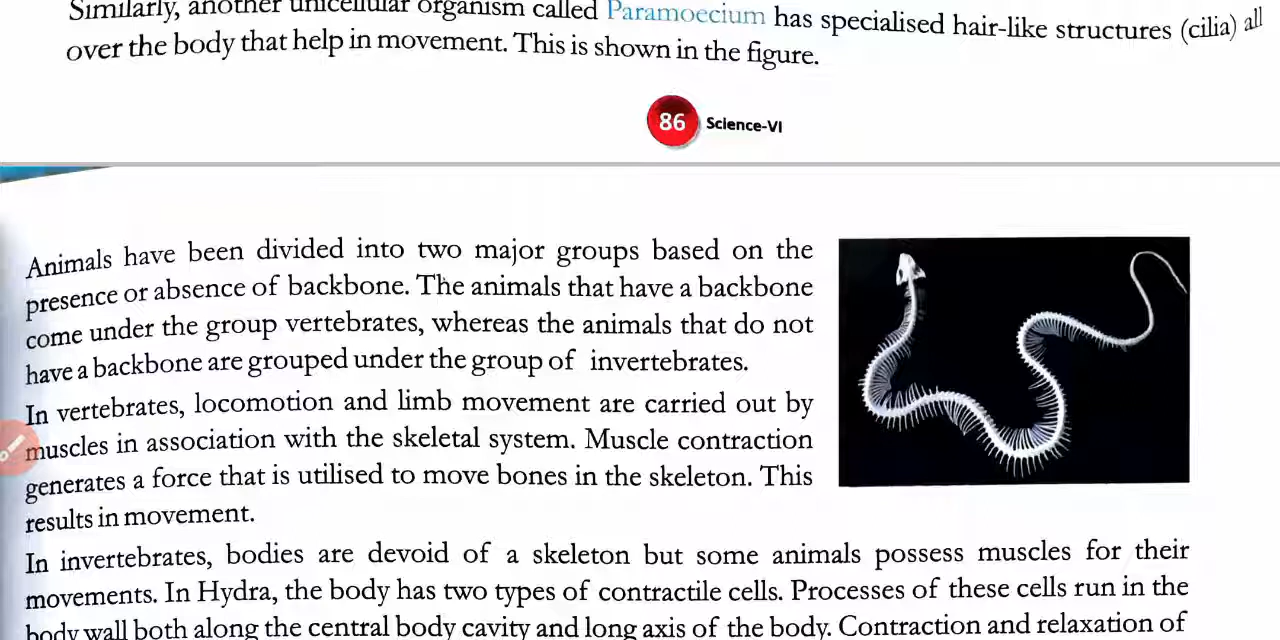 Similarly, another unicellular organism called Paramoecium has specialised hair-like structures (cilia) all
over the body that help in movement. This is shown in the figure.
86 Science-VI
Animals have been divided into two major groups based on the
presence or absence of backbone. The animals that have a backbone
come under the group vertebrates, whereas the animals that do not
have a backbone are grouped under the group of invertebrates.
In vertebrates, locomotion and limb movement are carried out by
muscles in association with the skeletal system. Muscle contraction
generates a force that is utilised to move bones in the skeleton. This
results in movement.
In invertebrates, bodies are devoid of a skeleton but some animals possess muscles for their
movements. In Hydra, the body has two types of contractile cells. Processes of these cells run in the
body wall both along the central body cavity and long axis of the body. Contraction and relaxation of